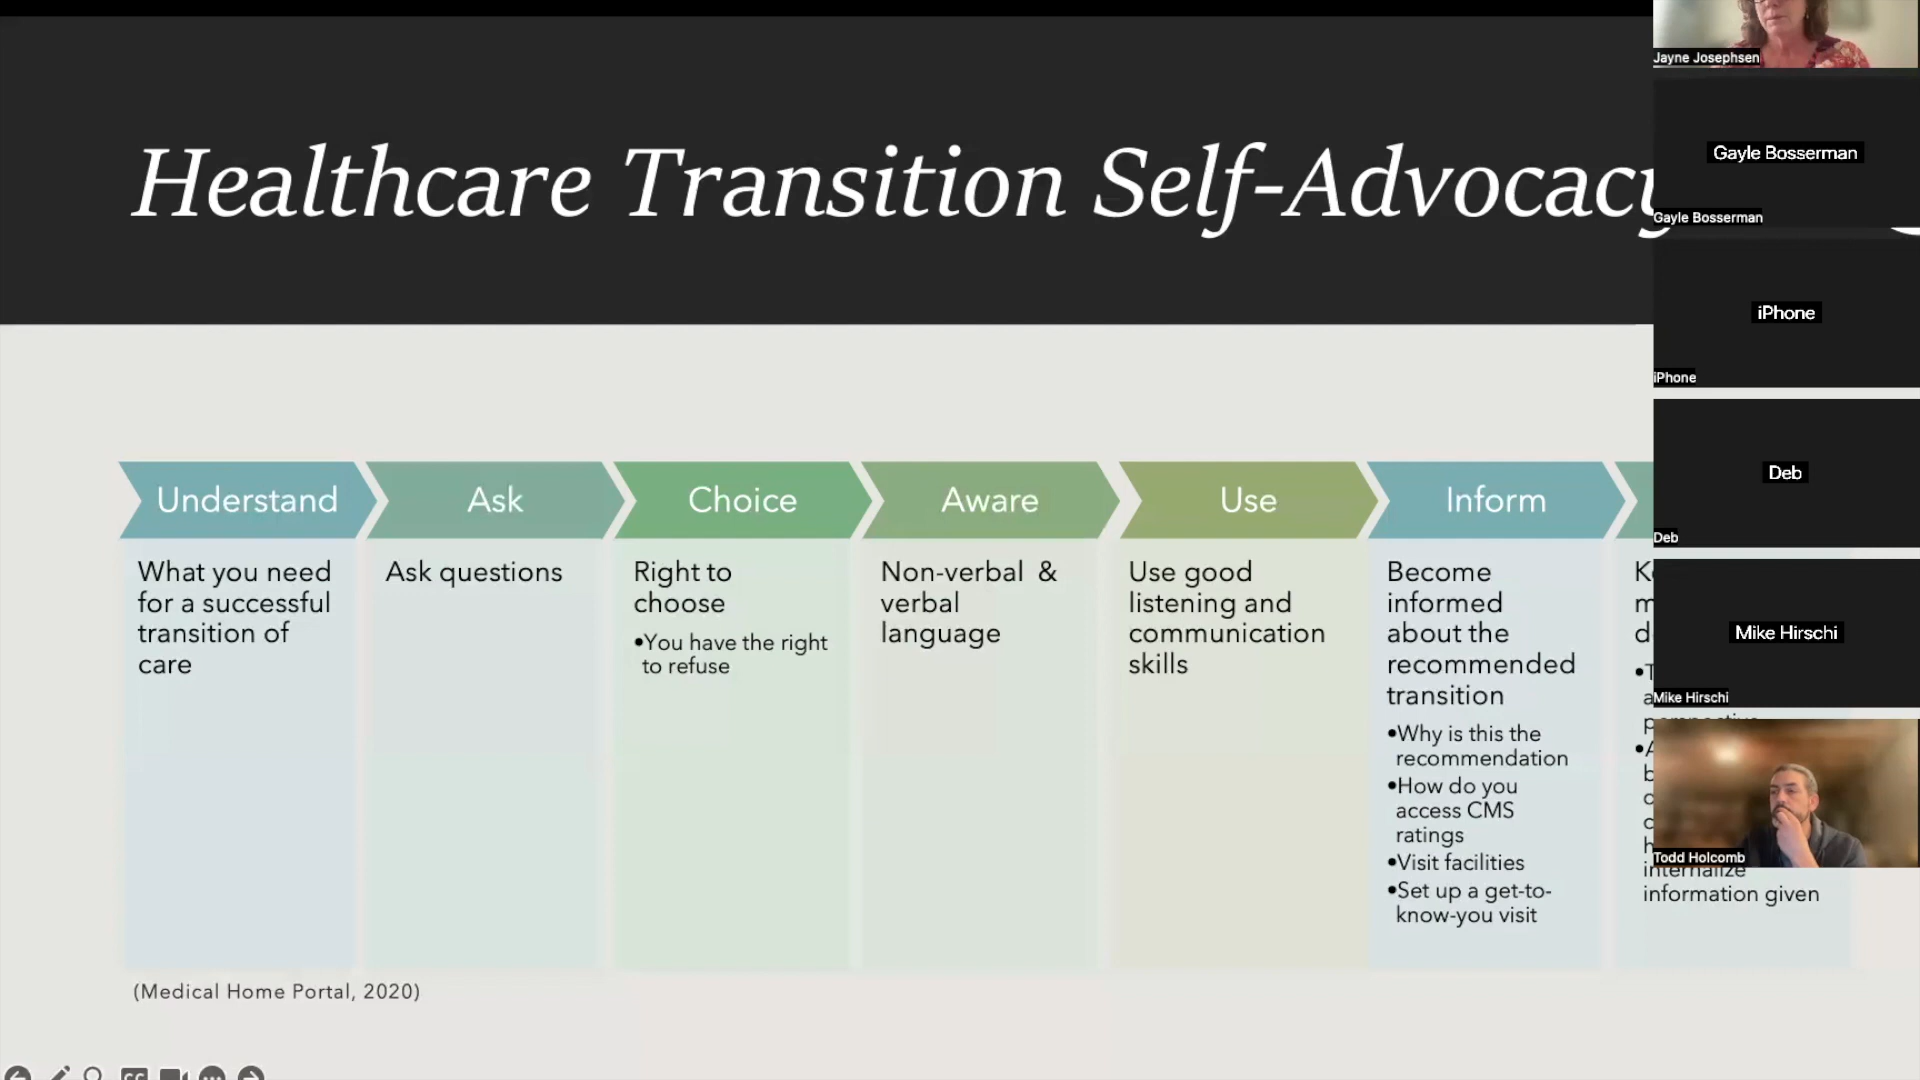 Healthcare Transition Self-Advocacy
Understand
What you need
for a successful
transition of
care
Ask
Ask questions
Choice
Right to
choose
•You have the right
to refuse
Aware
Non-verbal &
verbal
language
Use
Use good
listening and
communication
skills
Inform
Become
informed
about the
recommended
transition
•Why is this the
recommendation
•How do you
access CMS
ratings
•Visit facilities
•Set up a get-to-
know-you visit
perspective
internalize
information given
(Medical Home Portal, 2020)
Jayne Josephsen
Gayle Bosserman
Gayle Bosserman
iPhone
iPhone
Deb
Deb
Mike Hirschi
Mike Hirschi
Todd Holcomb
CC